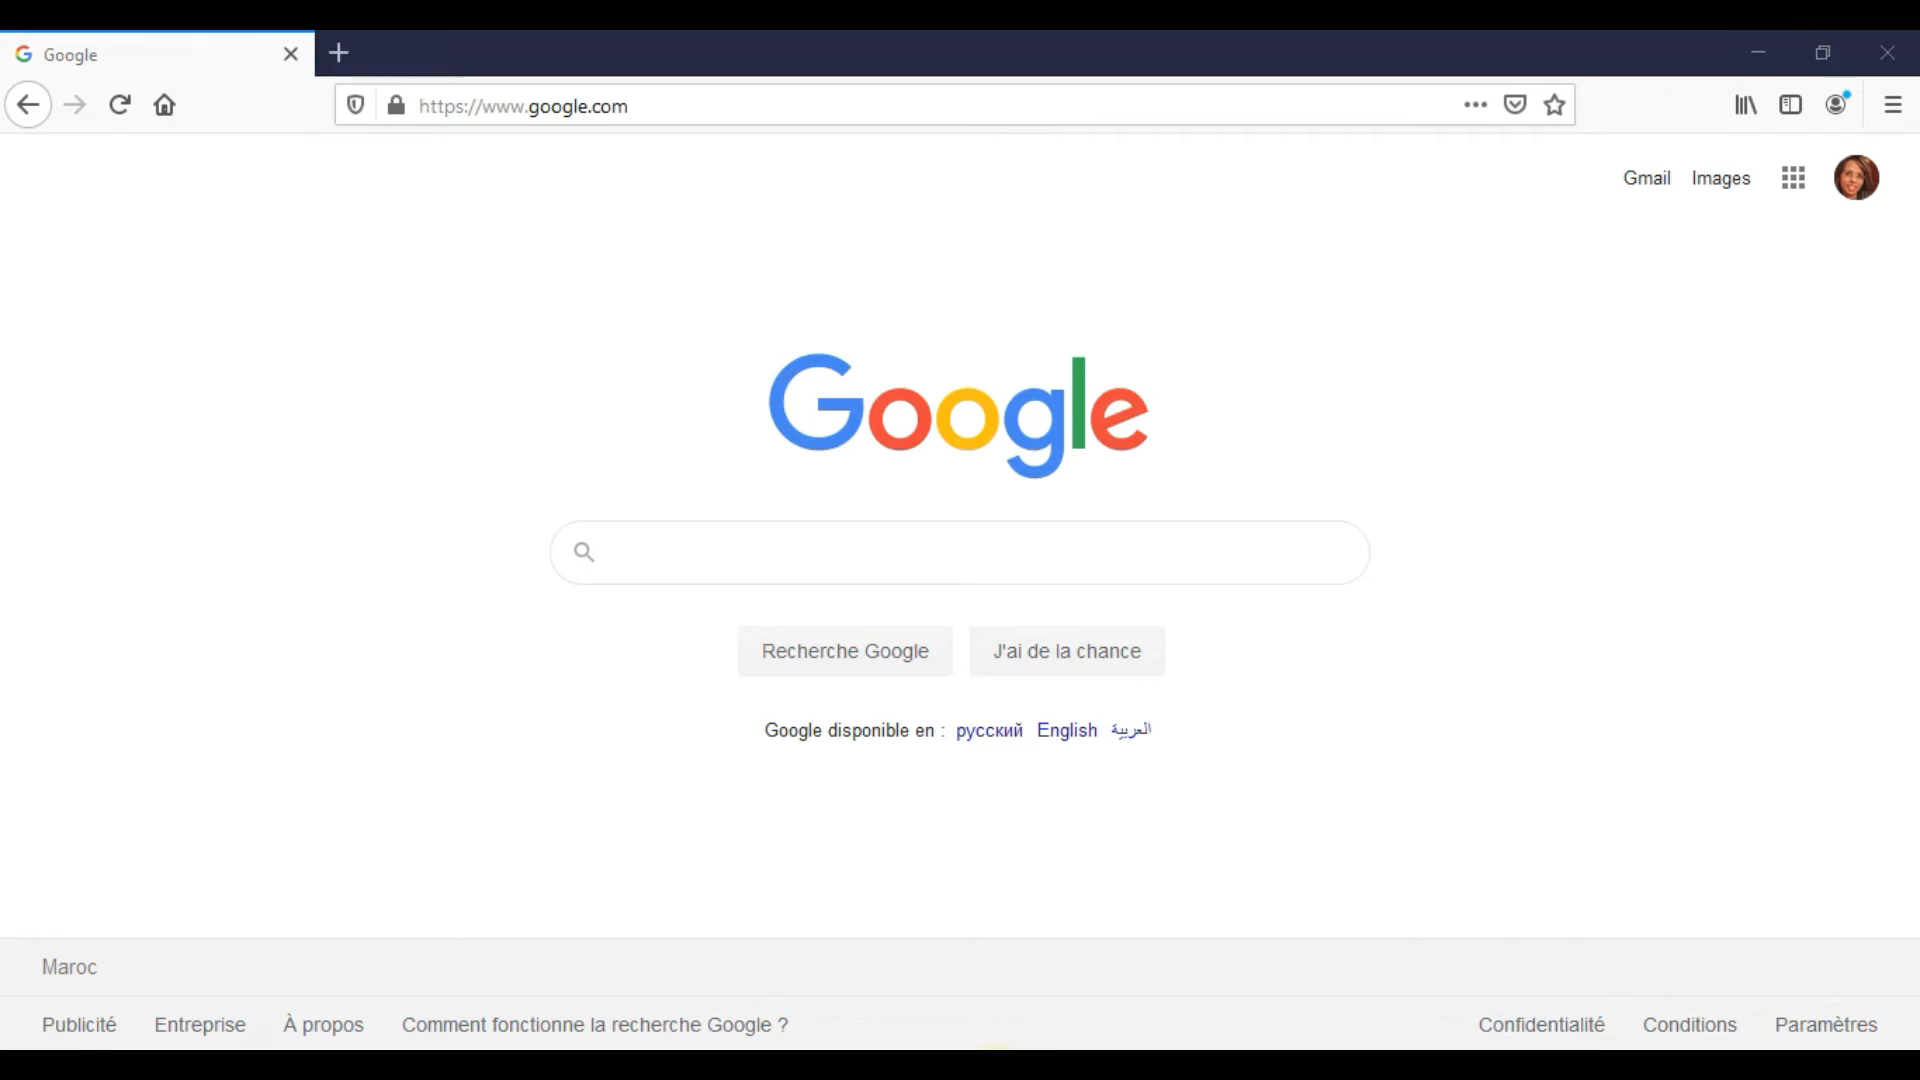 Google
https://www.google.com
Gmail Images
Google
Recherche Google J'ai de la chance
Google disponible en : русский English العربية
Maroc
Publicité Entreprise À propos Comment fonctionne la recherche Google ? Confidentialité Conditions Paramètres